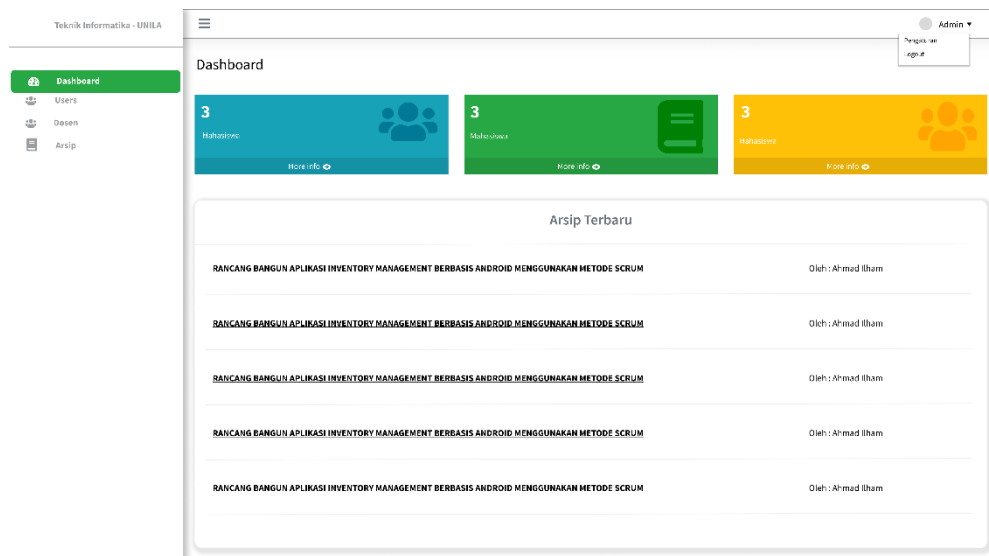 Teknik Informatika - UNILA
Admin
Pengaturan
Logout
Dashboard
Dashboard
Users
Dosen
Arsip
3
Mahasiswa
More info
3
Mahasiswa
More info
3
Mahasiswa
More info
Arsip Terbaru
RANCANG BANGUN APLIKASI INVENTORY MANAGEMENT BERBASIS ANDROID MENGGUNAKAN METODE SCRUM Oleh : Ahmad Ilham
RANCANG BANGUN APLIKASI INVENTORY MANAGEMENT BERBASIS ANDROID MENGGUNAKAN METODE SCRUM Oleh : Ahmad Ilham
RANCANG BANGUN APLIKASI INVENTORY MANAGEMENT BERBASIS ANDROID MENGGUNAKAN METODE SCRUM Oleh : Ahmad Ilham
RANCANG BANGUN APLIKASI INVENTORY MANAGEMENT BERBASIS ANDROID MENGGUNAKAN METODE SCRUM Oleh : Ahmad Ilham
RANCANG BANGUN APLIKASI INVENTORY MANAGEMENT BERBASIS ANDROID MENGGUNAKAN METODE SCRUM Oleh : Ahmad Ilham